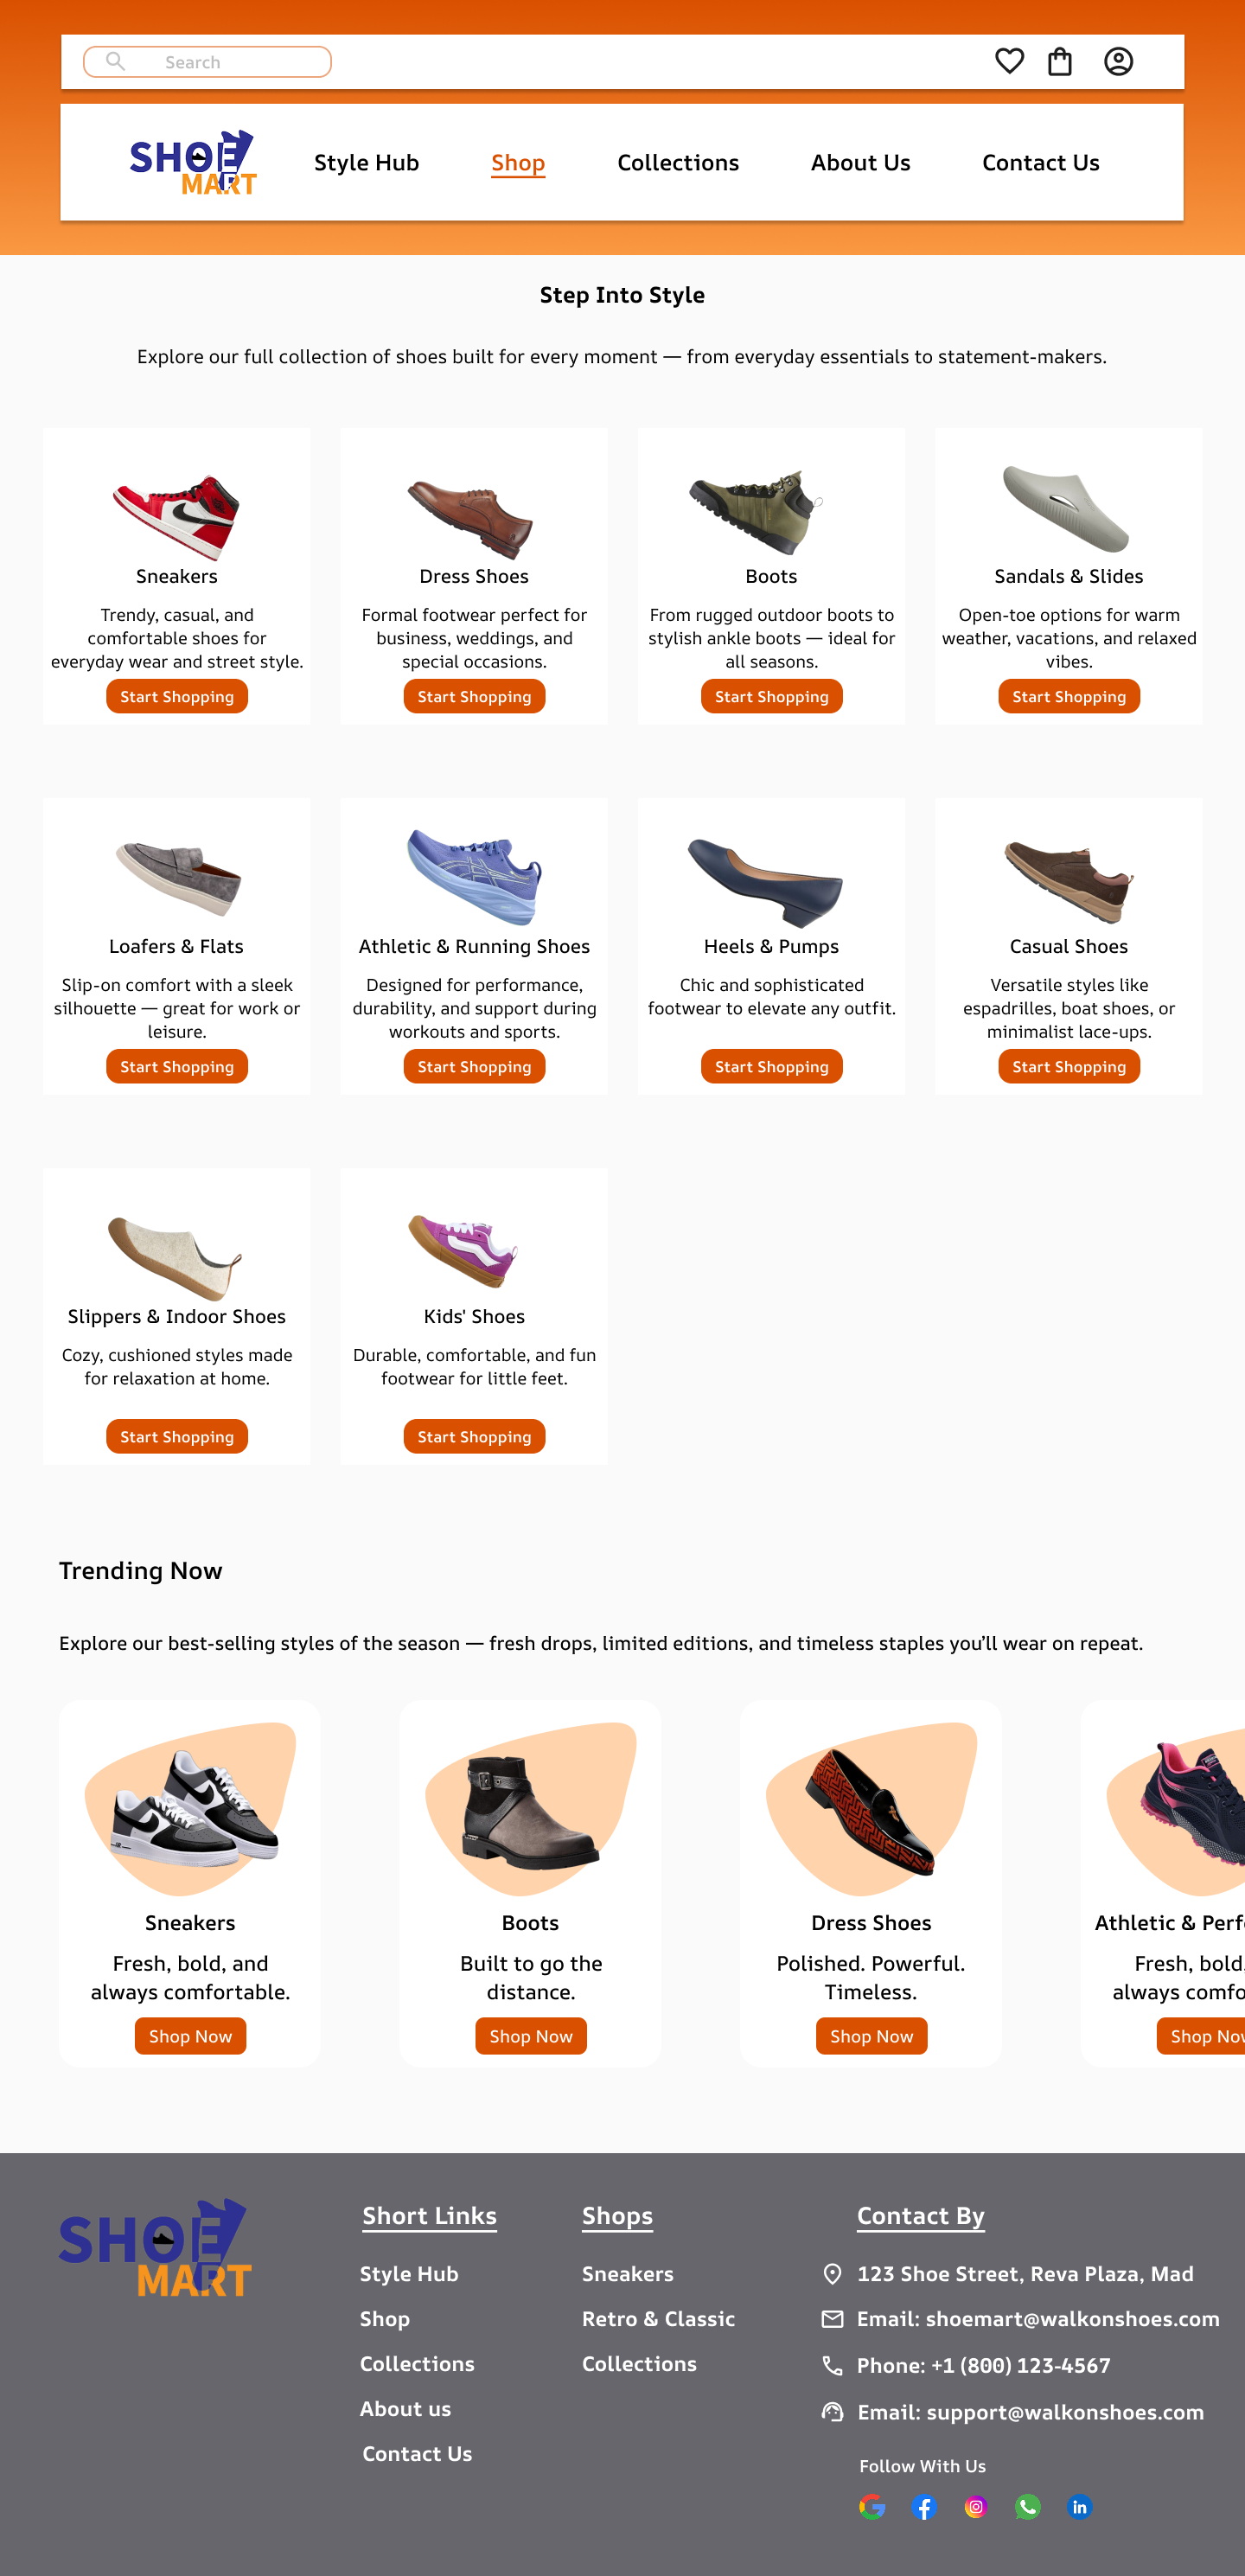 Search
SHOE
MART
Style Hub
Shop
Collections
About Us
Contact Us
Step Into Style
Explore our full collection of shoes built for every moment — from everyday essentials to statement-makers.
Sneakers
Trendy, casual, and
comfortable shoes for
everyday wear and street style.
Start Shopping
Dress Shoes
Formal footwear perfect for
business, weddings, and
special occasions.
Start Shopping
Boots
From rugged outdoor boots to
stylish ankle boots — ideal for
all seasons.
Start Shopping
Sandals & Slides
Open-toe options for warm
weather, vacations, and relaxed
vibes.
Start Shopping
Loafers & Flats
Slip-on comfort with a sleek
silhouette — great for work or
leisure.
Start Shopping
Athletic & Running Shoes
Designed for performance,
durability, and support during
workouts and sports.
Start Shopping
Heels & Pumps
Chic and sophisticated
footwear to elevate any outfit.
Start Shopping
Casual Shoes
Versatile styles like
espadrilles, boat shoes, or
minimalist lace-ups.
Start Shopping
Slippers & Indoor Shoes
Cozy, cushioned styles made
for relaxation at home.
Start Shopping
Kids' Shoes
Durable, comfortable, and fun
footwear for little feet.
Start Shopping
Trending Now
Explore our best-selling styles of the season — fresh drops, limited editions, and timeless staples you’ll wear on repeat.
Sneakers
Fresh, bold, and
always comfortable.
Shop Now
Boots
Built to go the
distance.
Shop Now
Dress Shoes
Polished. Powerful.
Timeless.
Shop Now
Athletic &
Fresh, bold,
always
Shop Now
SHOE
MART
Short Links
Style Hub
Shop
Collections
About us
Contact Us
Shops
Sneakers
Retro & Classic
Collections
Contact By
123 Shoe Street, Reva Plaza, Mad
Email: shoemart@walkonshoes.com
Phone: +1 (800) 123-4567
Email: support@walkonshoes.com
Follow With Us